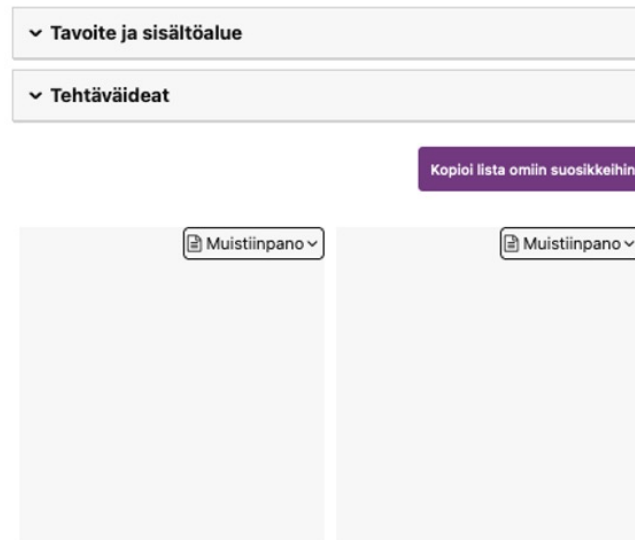 Tavoite ja sisältöalue
Tehtäväideat
Kopioi lista omiin suosikkeihin
Muistiinpano
Muistiinpano